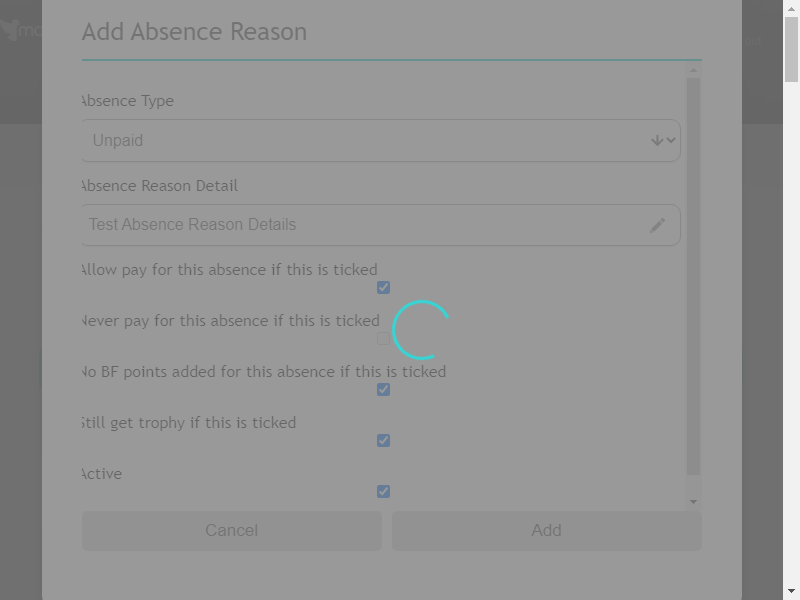 Add Absence Reason
Absence Type
Unpaid
Absence Reason Detail
Test Absence Reason Details
Allow pay for this absence if this is ticked
Never pay for this absence if this is ticked
No BF points added for this absence if this is ticked
Still get trophy if this is ticked
Active
Cancel
Add